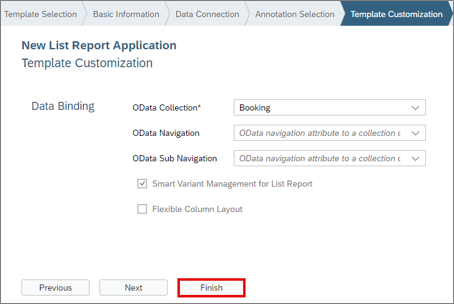 Template Selection
Basic Information
Data Connection
Annotation Selection
Template Customization
New List Report Application
Template Customization
Data Binding
OData Collection*
Booking
OData Navigation
OData navigation attribute to a collection c
OData Sub Navigation
OData navigation attribute to a collection c
Smart Variant Management for List Report
Flexible Column Layout
Previous
Next
Finish